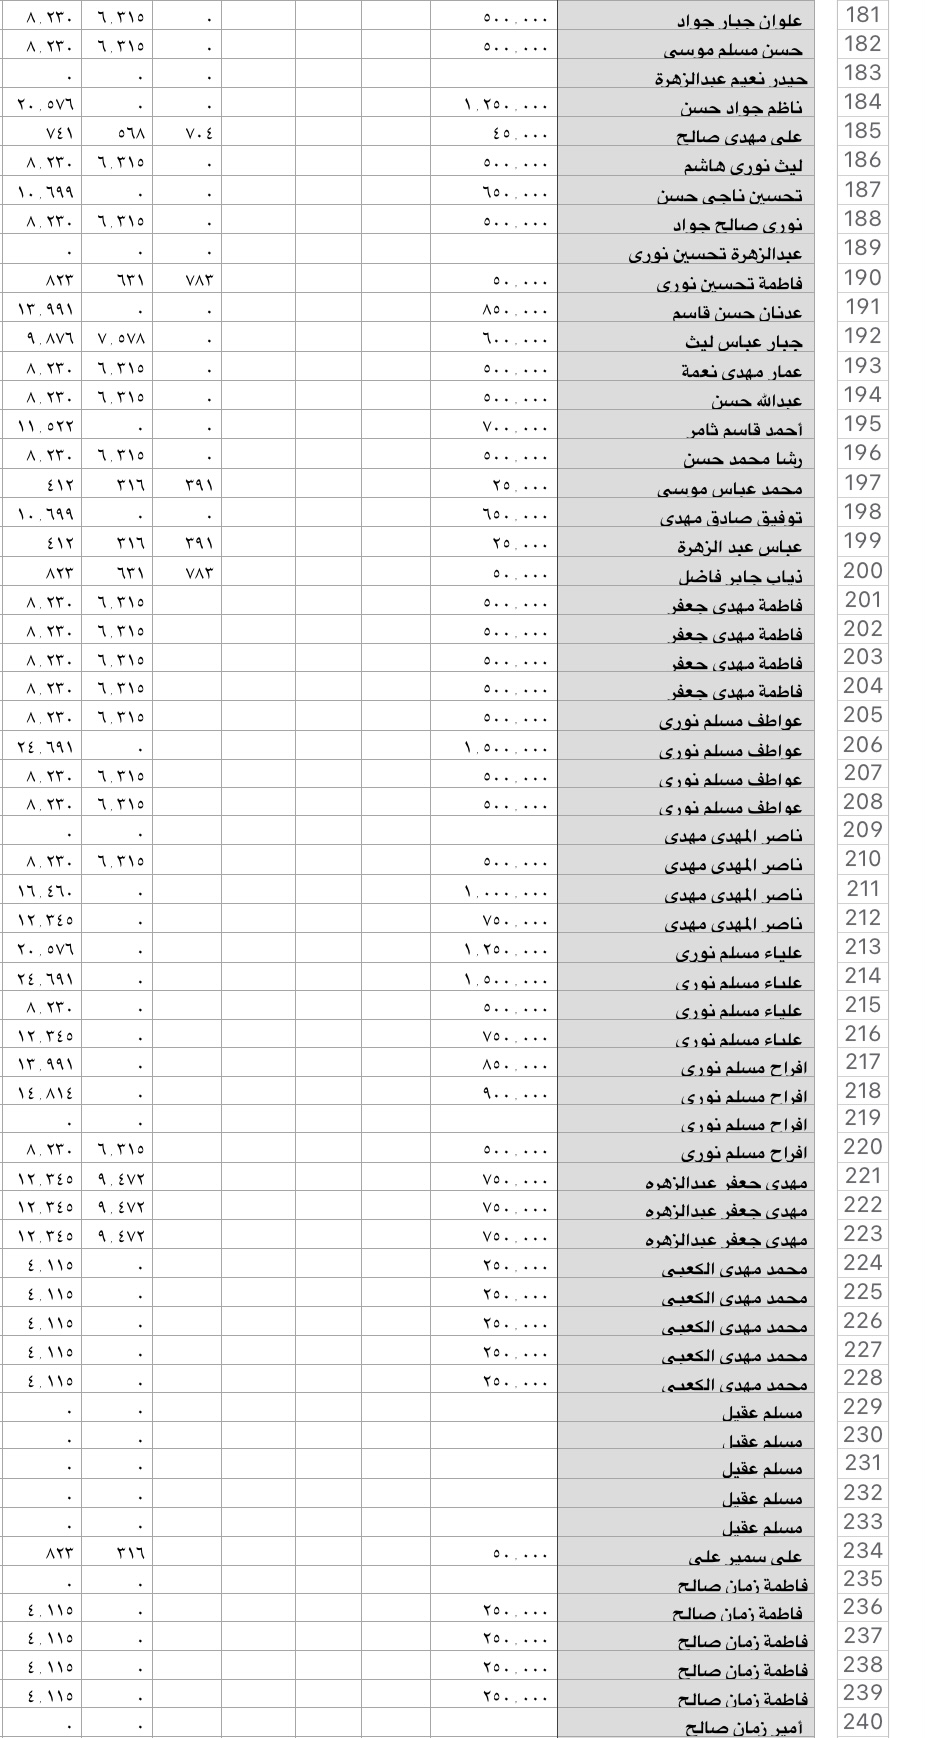 181 علوان جبار جواد ٥٠٠,٠٠٠ ٠ ٦,٣١٥ ٨,٢٣٠
182 حسن مسلم موسى ٥٠٠,٠٠٠ ٠ ٦,٣١٥ ٨,٢٣٠
183 حيدر نعيم عبدالزهرة ٠ ٠ ٠
184 ناظم جواد حسن ١,٢٥٠,٠٠٠ ٠ ٠ ٢٠,٥٧٦
185 على مهدى صالح ٤٥,٠٠٠ ٧٠٤ ٥٦٨ ٧٤١
186 ليث نورى هاشم ٥٠٠,٠٠٠ ٠ ٦,٣١٥ ٨,٢٣٠
187 تحسين ناجى حسن ٦٥٠,٠٠٠ ٠ ٠ ١٠,٦٩٩
188 نورى صالح جواد ٥٠٠,٠٠٠ ٠ ٦,٣١٥ ٨,٢٣٠
189 عبدالزهرة تحسين نورى ٠ ٠ ٠
190 فاطمة تحسين نورى ٥٠,٠٠٠ ٧٨٣ ٦٣١ ٨٢٣
191 عدنان حسن قاسم ٨٥٠,٠٠٠ ٠ ٠ ١٣,٩٩١
192 جبار عباس ليث ٦٠٠,٠٠٠ ٠ ٧,٥٧٨ ٩,٨٧٦
193 عمار مهدى نعمة ٥٠٠,٠٠٠ ٠ ٦,٣١٥ ٨,٢٣٠
194 عبدالله حسن ٥٠٠,٠٠٠ ٠ ٦,٣١٥ ٨,٢٣٠
195 أحمد قاسم ثامر ٧٠٠,٠٠٠ ٠ ٠ ١١,٥٢٢
196 رشا محمد حسن ٥٠٠,٠٠٠ ٠ ٦,٣١٥ ٨,٢٣٠
197 محمد عباس موسى ٢٥,٠٠٠ ٣٩١ ٣١٦ ٤١٢
198 توفيق صادق مهدى ٦٥٠,٠٠٠ ٠ ٠ ١٠,٦٩٩
199 عباس عبد الزهرة ٢٥,٠٠٠ ٣٩١ ٣١٦ ٤١٢
200 ذياب جابر فاضل ٥٠,٠٠٠ ٧٨٣ ٦٣١ ٨٢٣
201 فاطمة مهدى جعفر ٥٠٠,٠٠٠ ٦,٣١٥ ٨,٢٣٠
202 فاطمة مهدى جعفر ٥٠٠,٠٠٠ ٦,٣١٥ ٨,٢٣٠
203 فاطمة مهدى جعفر ٥٠٠,٠٠٠ ٦,٣١٥ ٨,٢٣٠
204 فاطمة مهدى جعفر ٥٠٠,٠٠٠ ٦,٣١٥ ٨,٢٣٠
205 عواطف مسلم نورى ٥٠٠,٠٠٠ ٦,٣١٥ ٨,٢٣٠
206 عواطف مسلم نورى ١,٥٠٠,٠٠٠ ٠ ٢٤,٦٩١
207 عواطف مسلم نورى ٥٠٠,٠٠٠ ٦,٣١٥ ٨,٢٣٠
208 عواطف مسلم نورى ٥٠٠,٠٠٠ ٦,٣١٥ ٨,٢٣٠
209 ناصر المهدى مهدى ٠ ٠
210 ناصر المهدى مهدى ٥٠٠,٠٠٠ ٦,٣١٥ ٨,٢٣٠
211 ناصر المهدى مهدى ١,٠٠٠,٠٠٠ ٠ ١٦,٤٦٠
212 ناصر المهدى مهدى ٧٥٠,٠٠٠ ٠ ١٢,٣٤٥
213 علياء مسلم نورى ١,٢٥٠,٠٠٠ ٠ ٢٠,٥٧٦
214 علياء مسلم نورى ١,٥٠٠,٠٠٠ ٠ ٢٤,٦٩١
215 علياء مسلم نورى ٥٠٠,٠٠٠ ٠ ٨,٢٣٠
216 علياء مسلم نورى ٧٥٠,٠٠٠ ٠ ١٢,٣٤٥
217 افراح مسلم نورى ٨٥٠,٠٠٠ ٠ ١٣,٩٩١
218 افراح مسلم نورى ٩٠٠,٠٠٠ ٠ ١٤,٨١٤
219 افراح مسلم نورى ٠ ٠
220 افراح مسلم نورى ٥٠٠,٠٠٠ ٦,٣١٥ ٨,٢٣٠
221 مهدى جعفر عبدالزهره ٧٥٠,٠٠٠ ٩,٤٧٢ ١٢,٣٤٥
222 مهدى جعفر عبدالزهره ٧٥٠,٠٠٠ ٩,٤٧٢ ١٢,٣٤٥
223 مهدى جعفر عبدالزهره ٧٥٠,٠٠٠ ٩,٤٧٢ ١٢,٣٤٥
224 محمد مهدى الكعبى ٢٥٠,٠٠٠ ٠ ٤,١١٥
225 محمد مهدى الكعبى ٢٥٠,٠٠٠ ٠ ٤,١١٥
226 محمد مهدى الكعبى ٢٥٠,٠٠٠ ٠ ٤,١١٥
227 محمد مهدى الكعبى ٢٥٠,٠٠٠ ٠ ٤,١١٥
228 محمد مهدى الكعبى ٢٥٠,٠٠٠ ٠ ٤,١١٥
229 مسلم عقيل ٠ ٠
230 مسلم عقيل ٠ ٠
231 مسلم عقيل ٠ ٠
232 مسلم عقيل ٠ ٠
233 مسلم عقيل ٠ ٠
234 على سمير على ٥٠,٠٠٠ ٣١٦ ٨٢٣
235 فاطمة زمان صالح ٠ ٠
236 فاطمة زمان صالح ٢٥٠,٠٠٠ ٠ ٤,١١٥
237 فاطمة زمان صالح ٢٥٠,٠٠٠ ٠ ٤,١١٥
238 فاطمة زمان صالح ٢٥٠,٠٠٠ ٠ ٤,١١٥
239 فاطمة زمان صالح ٢٥٠,٠٠٠ ٠ ٤,١١٥
240 أمير زمان صالح ٠ ٠